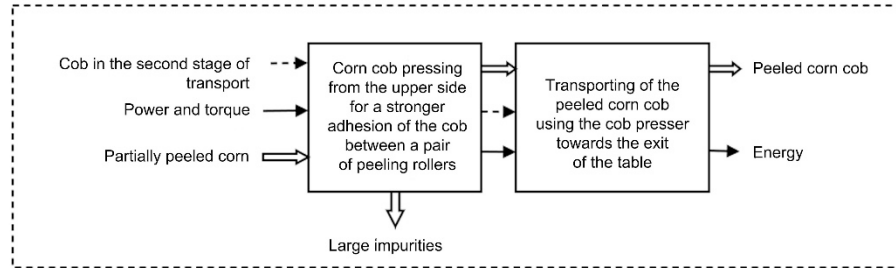 Cob in the second stage of
transport
Power and torque
Partially peeled corn
Corn cob pressing
from the upper side
for a stronger
adhesion of the cob
between a pair
of peeling rollers
Large impurities
Transporting of the
peeled corn cob
using the cob presser
towards the exit
of the table
Peeled corn cob
Energy